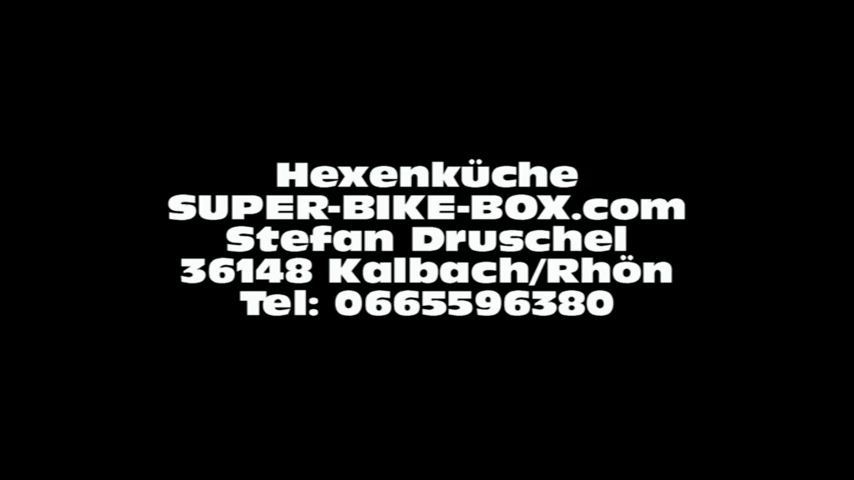 Hexenküche
SUPER-BIKE-BOX.com
Stefan Druschel
36148 Kalbach/Rhön
Tel: 0665596380